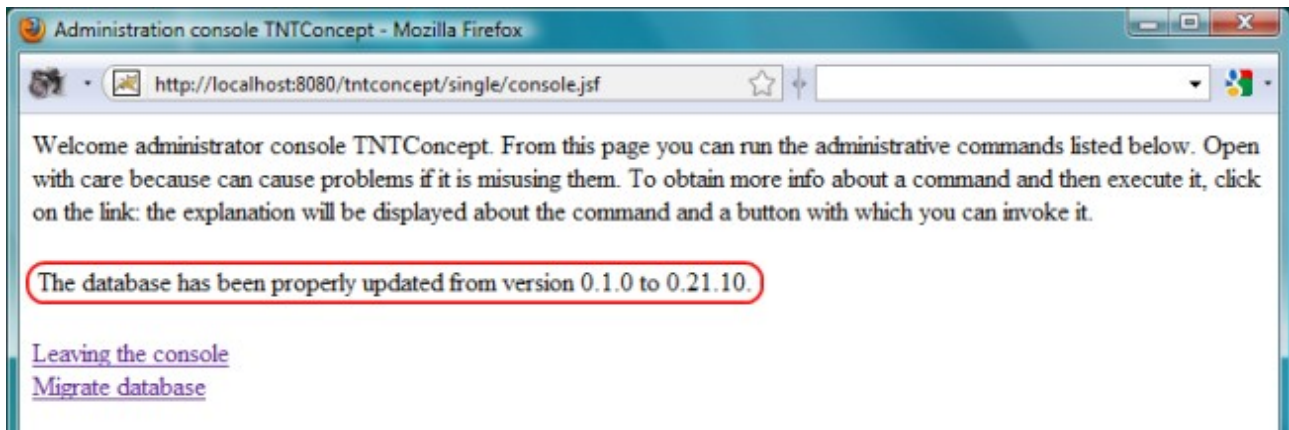 Administration console TNTConcept - Mozilla Firefox
http://localhost:8080/tntconcept/single/console.jsf
Welcome administrator console TNTConcept. From this page you can run the administrative commands listed below. Open
with care because can cause problems if it is misusing them. To obtain more info about a command and then execute it, click
on the link: the explanation will be displayed about the command and a button with which you can invoke it.
The database has been properly updated from version 0.1.0 to 0.21.10.
Leaving the console
Migrate database